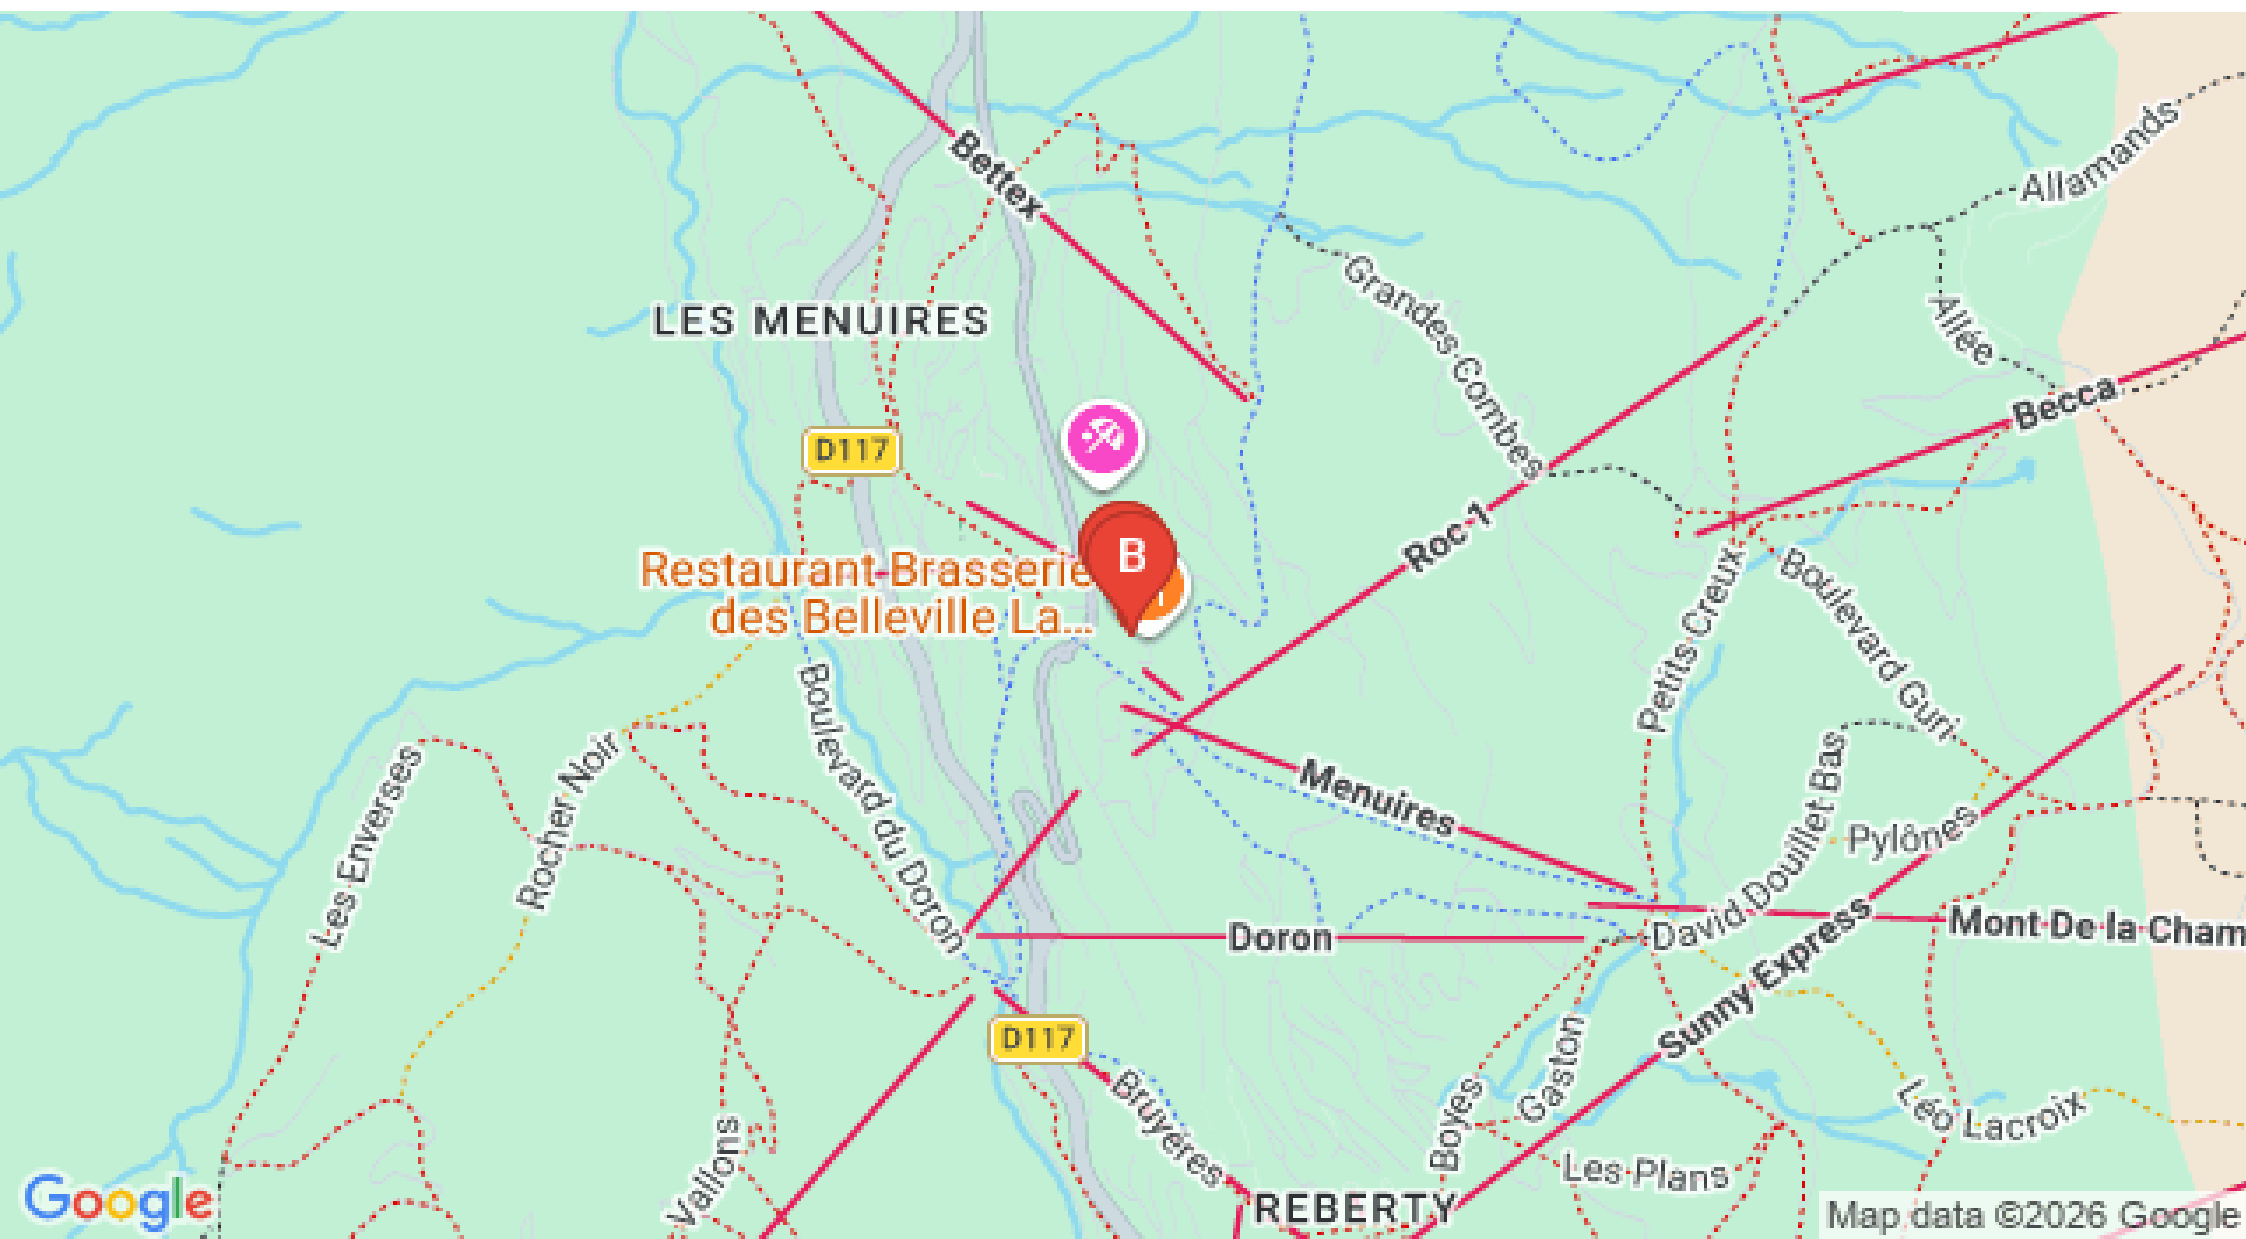 Bettex
Allamands
Grandes Combes
LES MENUIRES
Allée
Becca
D117
Roc 1
B
Restaurant Brasserie
des Belleville La...
Petits Creux
Boulevard Guri
Boulevard du Doron
Les Enverses
Rocher Noir
Menuires
David Douillet Bas
Pylônes
Doron
Mont De la Cham
Sunny Express
D117
Bruyères
Gaston
Boyes
Léo Lacroix
Vallons
Les Plans
REBERTY
Google
Map data ©2026 Google